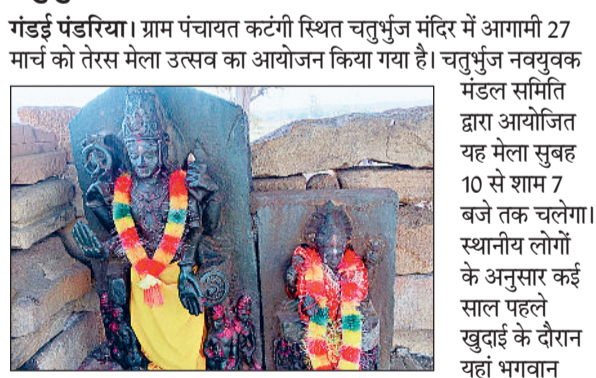 गंडई पंडरिया। ग्राम पंचायत कटंगी स्थित चतुर्भुज मंदिर में आगामी 27
मार्च को तेरस मेला उत्सव का आयोजन किया गया है। चतुर्भुज नवयुवक
मंडल समिति
द्वारा आयोजित
यह मेला सुबह
10 से शाम 7
बजे तक चलेगा।
स्थानीय लोगों
के अनुसार कई
साल पहले
खुदाई के दौरान
यहां भगवान